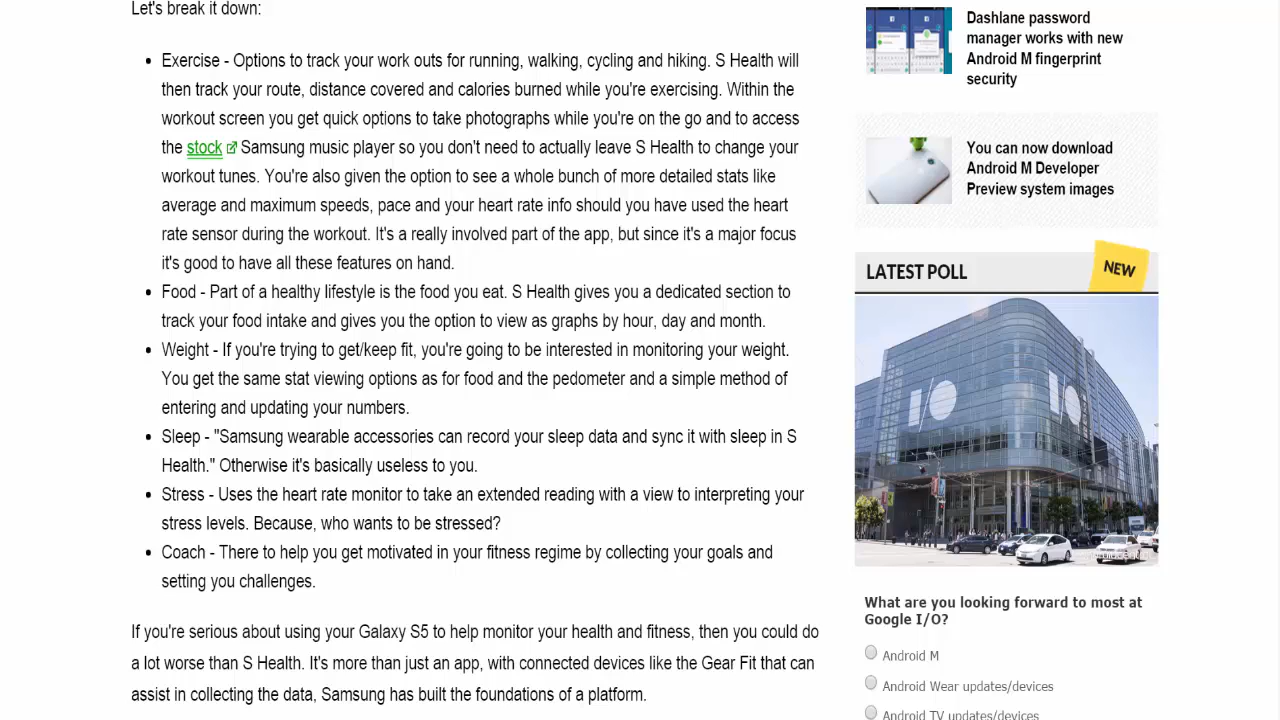 Let's break it down:
Exercise - Options to track your work outs for running, walking, cycling and hiking. S Health will
then track your route, distance covered and calories burned while you're exercising. Within the
workout screen you get quick options to take photographs while you're on the go and to access
the stock Samsung music player so you don't need to actually leave S Health to change your
workout tunes. You're also given the option to see a whole bunch of more detailed stats like
average and maximum speeds, pace and your heart rate info should you have used the heart
rate sensor during the workout. It's a really involved part of the app, but since it's a major focus
it's good to have all these features on hand.
Food - Part of a healthy lifestyle is the food you eat. S Health gives you a dedicated section to
track your food intake and gives you the option to view as graphs by hour, day and month.
Weight - If you're trying to get/keep fit, you're going to be interested in monitoring your weight.
You get the same stat viewing options as for food and the pedometer and a simple method of
entering and updating your numbers.
Sleep - "Samsung wearable accessories can record your sleep data and sync it with sleep in S
Health." Otherwise it's basically useless to you.
Stress - Uses the heart rate monitor to take an extended reading with a view to interpreting your
stress levels. Because, who wants to be stressed?
Coach - There to help you get motivated in your fitness regime by collecting your goals and
setting you challenges.
If you're serious about using your Galaxy S5 to help monitor your health and fitness, then you could do
a lot worse than S Health. It's more than just an app, with connected devices like the Gear Fit that can
assist in collecting the data, Samsung has built the foundations of a platform.
Dashlane password
manager works with new
Android M fingerprint
security
You can now download
Android M Developer
Preview system images
LATEST POLL
NEW
I/O
I/O
What are you looking forward to most at
Google I/O?
Android M
Android Wear updates/devices
Android TV updates/devices